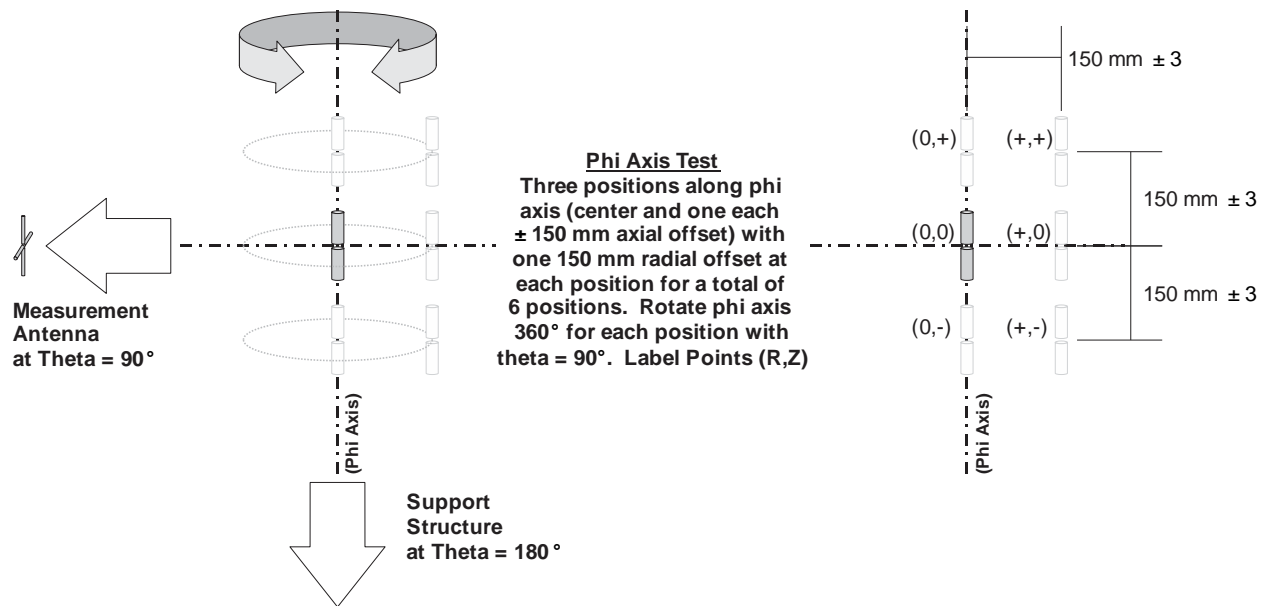 150 mm ± 3
(0,+)
(+,+)
Phi Axis Test
Three positions along phi
axis (center and one each
± 150 mm axial offset) with
one 150 mm radial offset at
each position for a total of
6 positions. Rotate phi axis
360° for each position with
theta = 90°. Label Points (R,Z)
150 mm ± 3
(0,0)
(+,0)
150 mm ± 3
Measurement
Antenna
at Theta = 90°
(0,-)
(+,-)
(Phi Axis)
(Phi Axis)
Support
Structure
at Theta = 180°